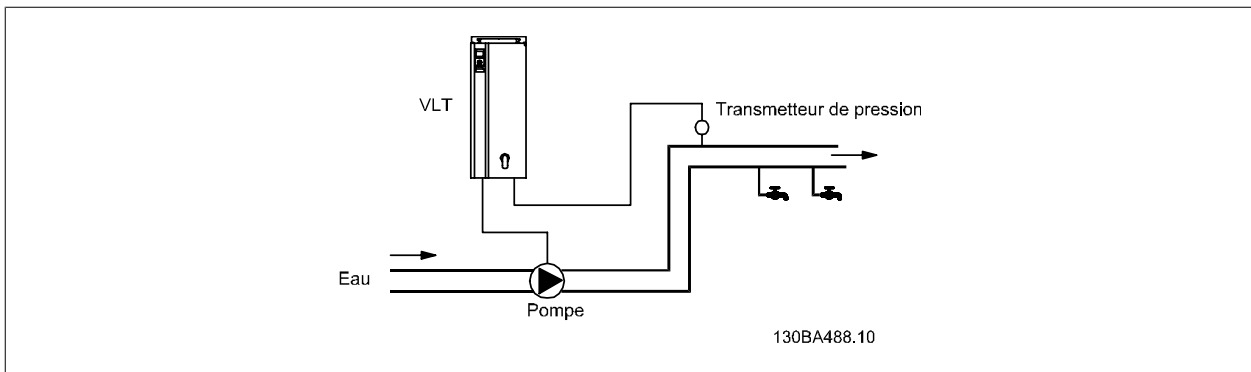 VLT
Transmetteur de pression
Eau
Pompe
130BA488.10